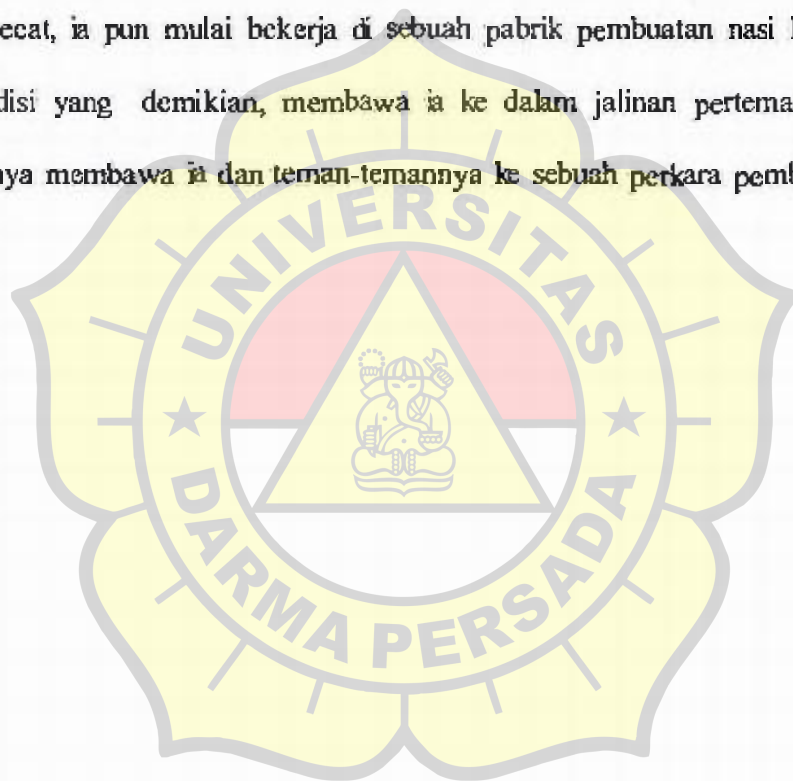 ecat, ia pun mulai bekerja di sebuah pabrik pembuatan nasi
disi yang demikian, membawa ia ke dalam jalinan pertema
nya membawa ia dan teman-temannya ke sebuah perkara pem
UNIVERSITAS
DARMA PERSADA